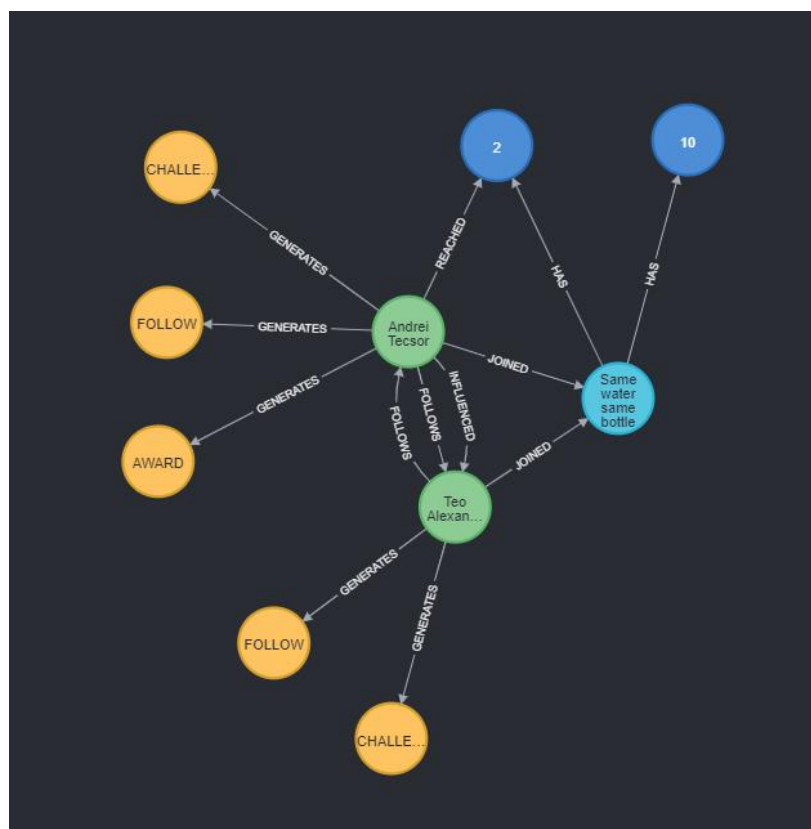 2
10
CHALLE...
GENERATES
REACHED
HAS
HAS
FOLLOW
GENERATES
Andrei
Tecsor
JOINED
GENERATES
Same
water
same
bottle
FOLLOWS
FOLLOWS
INFLUENCED
AWARD
JOINED
Teo
Alexan...
GENERATES
GENERATES
FOLLOW
CHALLE...